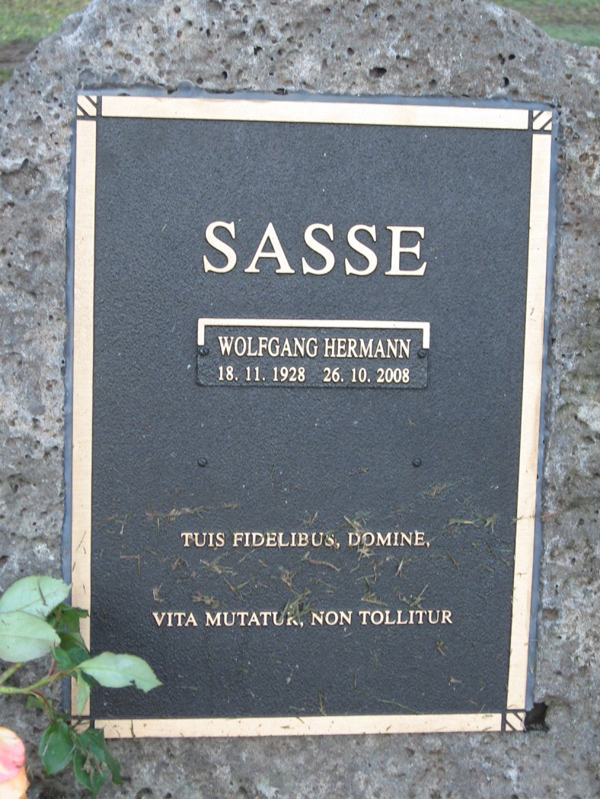 SASSE
WOLFGANG HERMANN
18. 11. 1928 26. 10. 2008
TUIS FIDELIBUS, DOMINE,
VITA MUTATUR, NON TOLLITUR